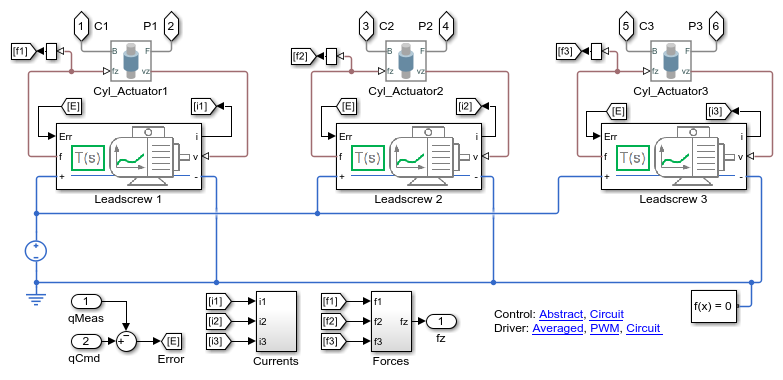 1 C1 P1 2 3 C2 P2 4 5 C3 P3 6
[f1] B F [f2] B F [f3] B F
fz vz fz vz fz vz
Cyl_Actuator1 Cyl_Actuator2 Cyl_Actuator3
[E] [i1] [E] [i2] [E] [i3]
Err i Err i Err i
f T(s) v f T(s) v f T(s) v
+ - + - + -
Leadscrew 1 Leadscrew 2 Leadscrew 3
+
-
1 [i1] i1 [f1] f1 f(x) = 0
qMeas [i2] i2 [f2] f2 fz 1 Control: Abstract, Circuit
2 + - [E] [i3] i3 [f3] f3 fz Driver: Averaged, PWM, Circuit
qCmd Error Currents Forces